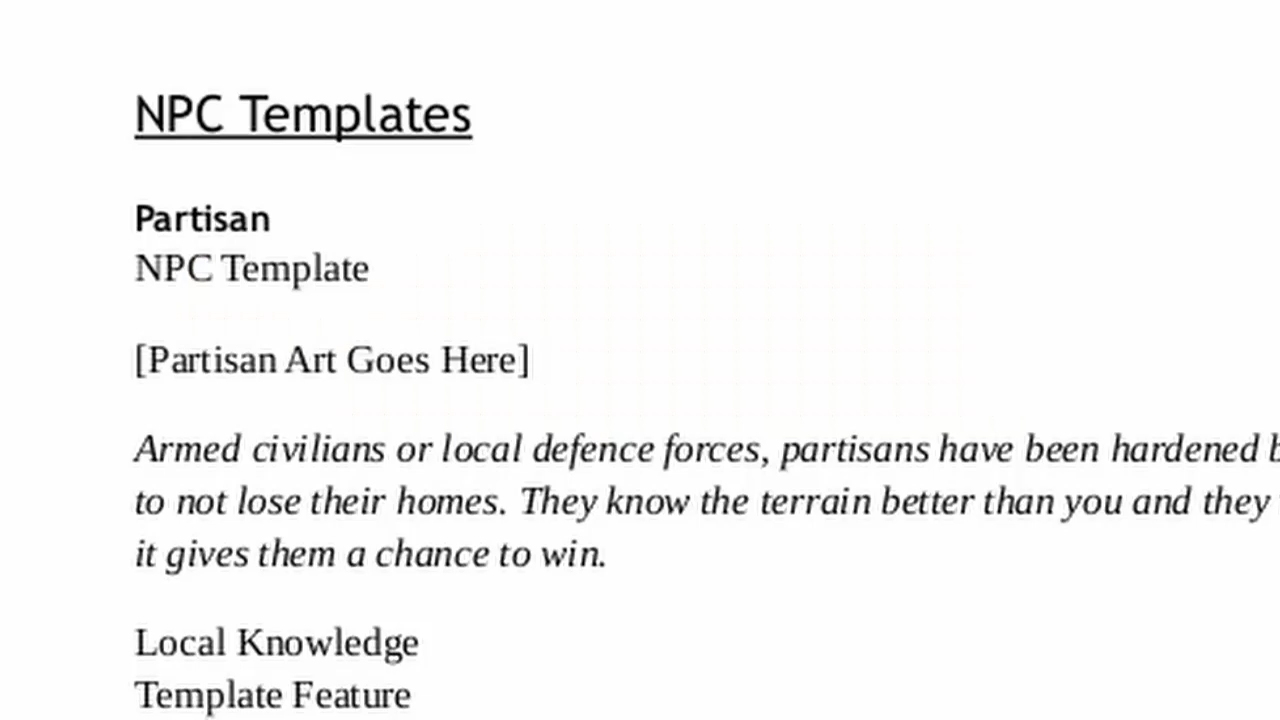 NPC Templates
Partisan
NPC Template
[Partisan Art Goes Here]
Armed civilians or local defence forces, partisans have been hardened
to not lose their homes. They know the terrain better than you and they
it gives them a chance to win.
Local Knowledge
Template Feature